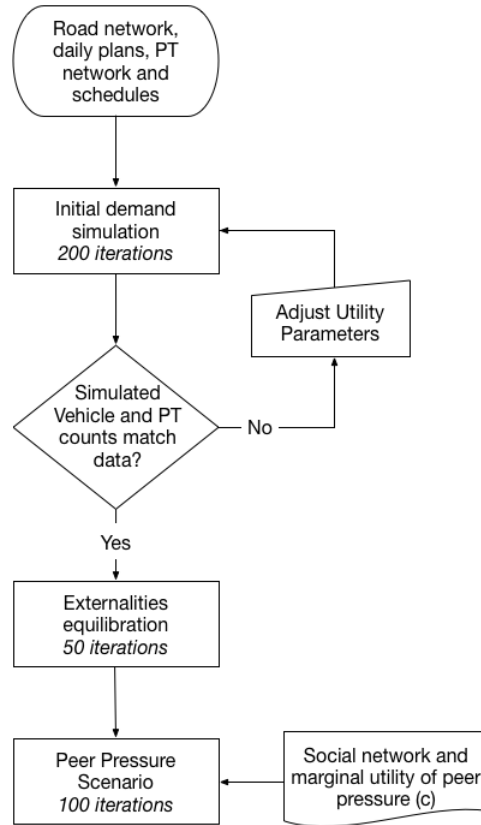 Road network,
daily plans, PT
network and
schedules
Initial demand
simulation
200 iterations
Adjust Utility
Parameters
Simulated
Vehicle and PT
counts match
data?
No
Yes
Externalities
equilibration
50 iterations
Peer Pressure
Scenario
100 iterations
Social network and
marginal utility of peer
pressure (c)